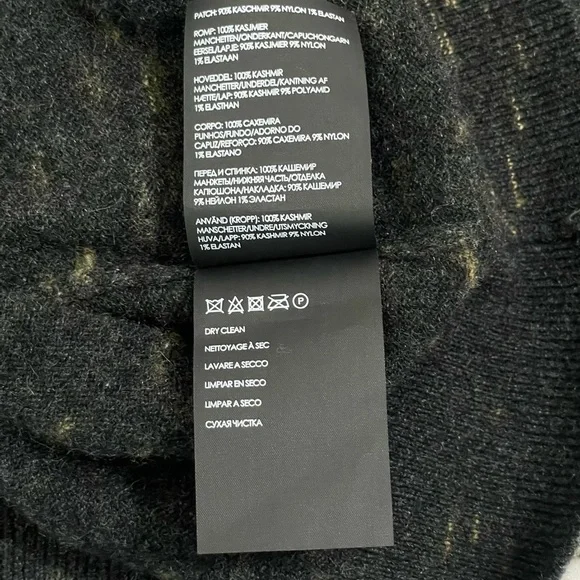 PATCH: 90% KASCHMIR 9% NYLON 1% ELASTAN
ROMP: 100% KASJMIER
MANCHETTEN/ONDERKANT/CAPUCHONGARN
EERSEL/LAPJE: 90% KASJMIER 9% NYLON
1% ELASTAAN
HOVEDDEL: 100% KASHMIR
MANCHETTER/UNDERDEL/KANTNING AF
HÆTTE/LAP: 90% KASHMIR 9% POLYAMID
1% ELASTHAN
CORPO: 100% CAXEMIRA
PUNHOS/FUNDO/ADORNO DO
CAPUZ/REFORÇO: 90% CAXEMIRA 9% NYLON
1% ELASTANO
ПЕРЕД И СПИНКА: 100% КАШЕМИР
МАНЖЕТЫ/НИЖНЯЯ ЧАСТЬ/ОТДЕЛКА
КАПЮШОНА/НАКЛАДКА: 90% КАШЕМИР
9% НЕЙЛОН 1% ЭЛАСТАН
ANVÄND (KROPP): 100% KASHMIR
MANSCHETTER/UNDRE/UTSMYCKNING
HUVA/LAPP: 90% KASHMIR 9% NYLON
1% ELASTAN
P
DRY CLEAN
NETTOYAGE À SEC
LAVARE A SECCO
LIMPIAR EN SECO
LIMPAR A SECO
СУХАЯ ЧИСТКА